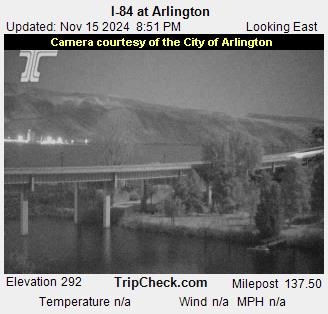 I-84 at Arlington
Updated: Nov 15 2024 8:51 PM Looking East
Camera courtesy of the City of Arlington
Elevation 292 TripCheck.com Milepost 137.50
Temperature n/a Wind n/a MPH n/a